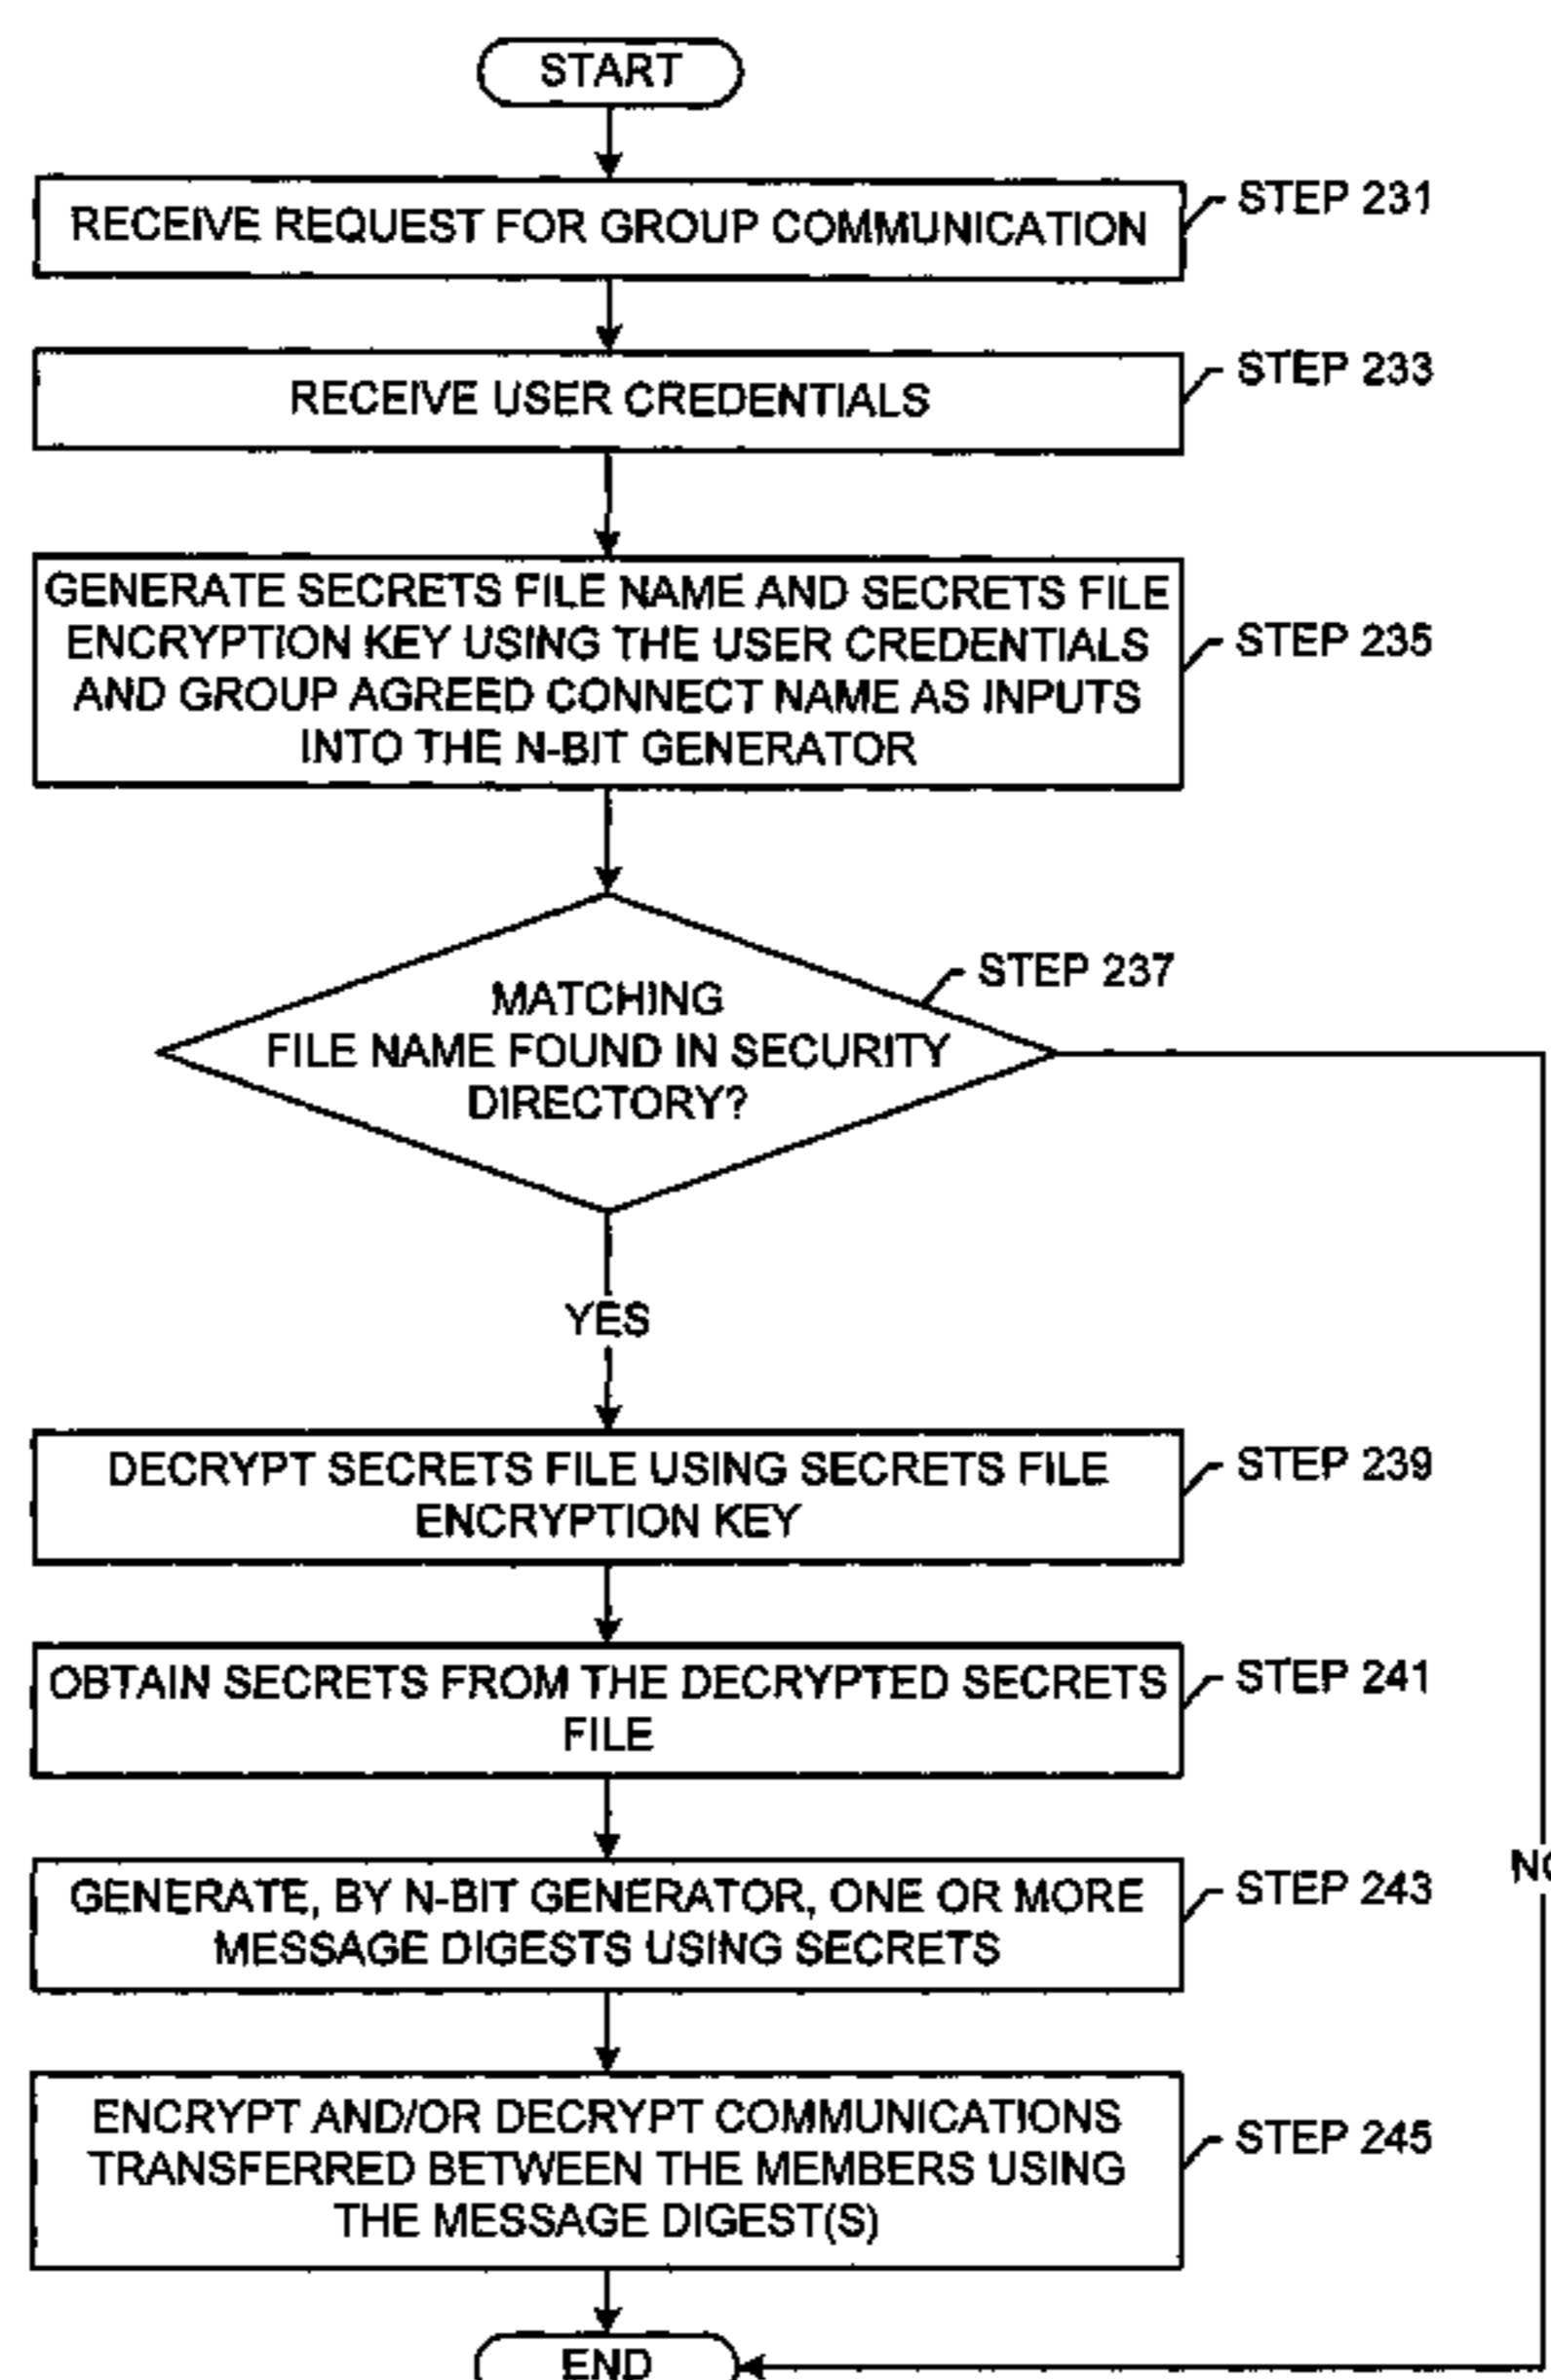 START
RECEIVE REQUEST FOR GROUP COMMUNICATION
STEP 231
RECEIVE USER CREDENTIALS
STEP 233
GENERATE SECRETS FILE NAME AND SECRETS FILE
ENCRYPTION KEY USING THE USER CREDENTIALS
AND GROUP AGREED CONNECT NAME AS INPUTS
INTO THE N-BIT GENERATOR
STEP 235
MATCHING
FILE NAME FOUND IN SECURITY
DIRECTORY?
STEP 237
YES
DECRYPT SECRETS FILE USING SECRETS FILE
ENCRYPTION KEY
STEP 239
OBTAIN SECRETS FROM THE DECRYPTED SECRETS
FILE
STEP 241
NO
GENERATE, BY N-BIT GENERATOR, ONE OR MORE
MESSAGE DIGESTS USING SECRETS
STEP 243
ENCRYPT AND/OR DECRYPT COMMUNICATIONS
TRANSFERRED BETWEEN THE MEMBERS USING
THE MESSAGE DIGEST(S)
STEP 245
END